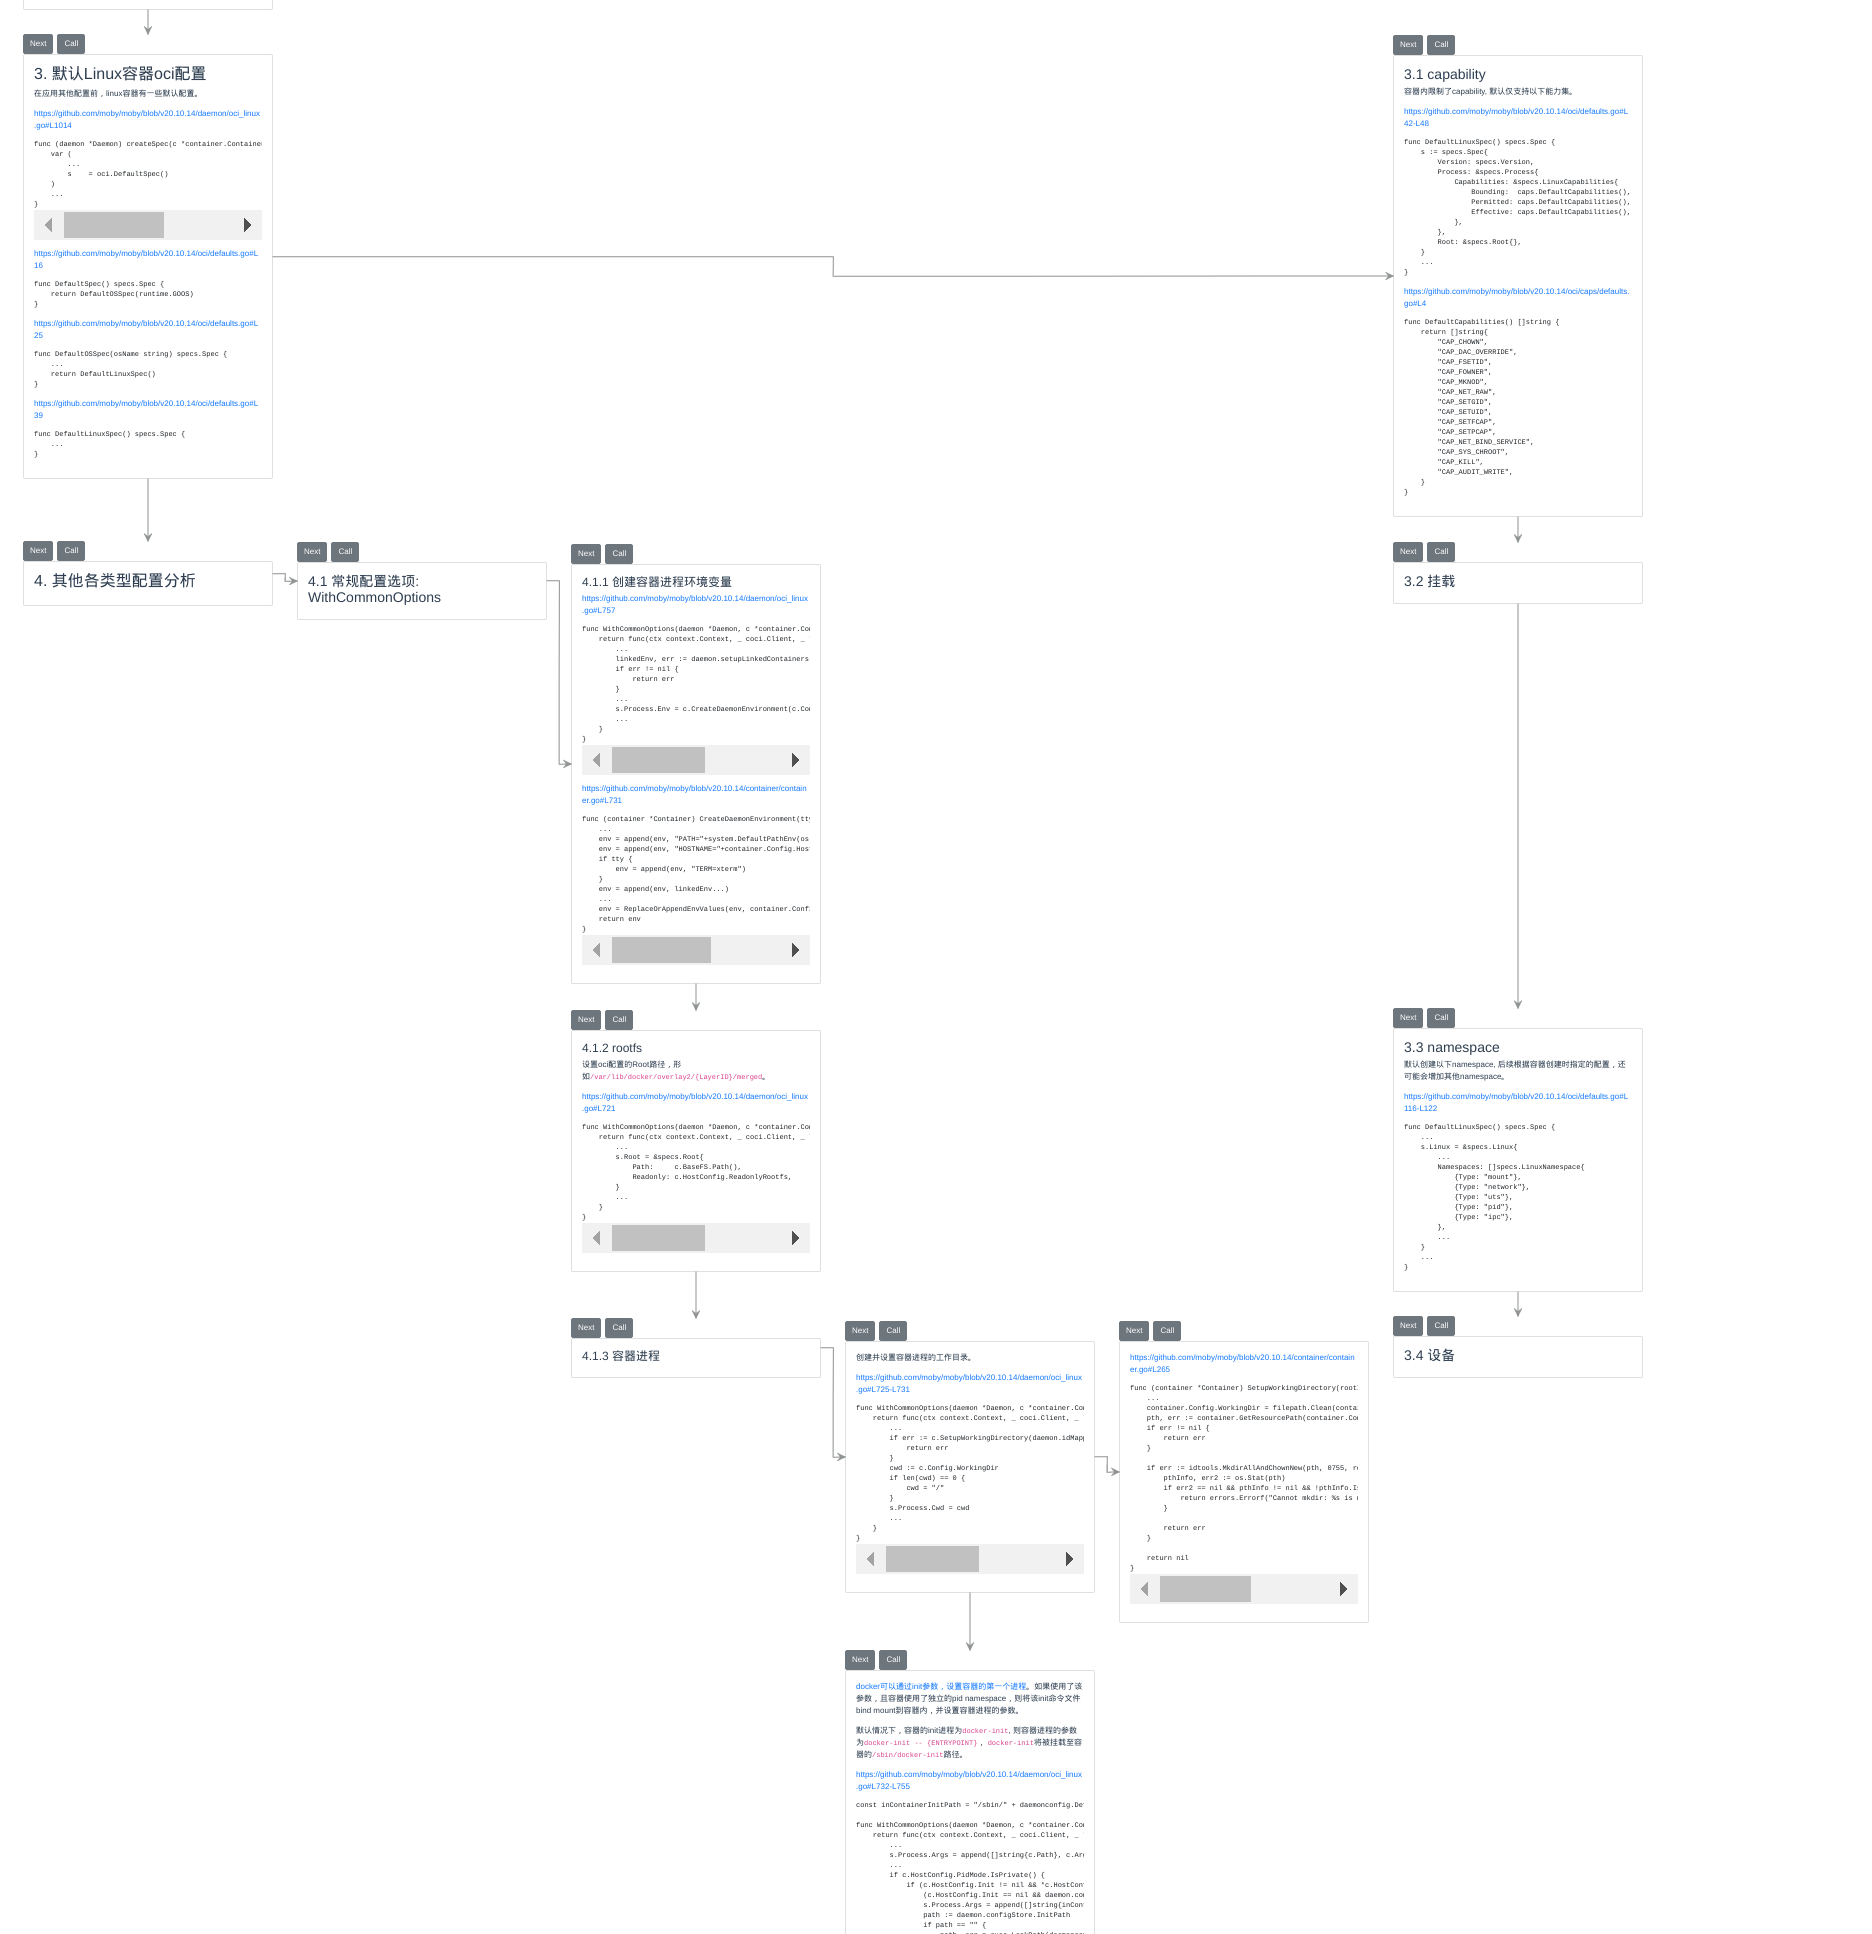 Next Call
3. 默认Linux容器oci配置
在应用其他配置前，linux容器有一些默认配置。
https://github.com/moby/moby/blob/v20.10.14/daemon/oci_linux
.go#L1014
func (daemon *Daemon) createSpec(c *container.Container
    var (
        ...
        s    = oci.DefaultSpec()
    )
    ...
}
https://github.com/moby/moby/blob/v20.10.14/oci/defaults.go#L
16
func DefaultSpec() specs.Spec {
    return DefaultOSSpec(runtime.GOOS)
}
https://github.com/moby/moby/blob/v20.10.14/oci/defaults.go#L
25
func DefaultOSSpec(osName string) specs.Spec {
    ...
    return DefaultLinuxSpec()
}
https://github.com/moby/moby/blob/v20.10.14/oci/defaults.go#L
39
func DefaultLinuxSpec() specs.Spec {
    ...
}
Next Call
3.1 capability
容器内限制了capability, 默认仅支持以下能力集。
https://github.com/moby/moby/blob/v20.10.14/oci/defaults.go#L
42-L48
func DefaultLinuxSpec() specs.Spec {
    s := specs.Spec{
        Version: specs.Version,
        Process: &specs.Process{
            Capabilities: &specs.LinuxCapabilities{
                Bounding:  caps.DefaultCapabilities(),
                Permitted: caps.DefaultCapabilities(),
                Effective: caps.DefaultCapabilities(),
            },
        },
        Root: &specs.Root{},
    }
    ...
}
https://github.com/moby/moby/blob/v20.10.14/oci/caps/defaults.
go#L4
func DefaultCapabilities() []string {
    return []string{
        "CAP_CHOWN",
        "CAP_DAC_OVERRIDE",
        "CAP_FSETID",
        "CAP_FOWNER",
        "CAP_MKNOD",
        "CAP_NET_RAW",
        "CAP_SETGID",
        "CAP_SETUID",
        "CAP_SETFCAP",
        "CAP_SETPCAP",
        "CAP_NET_BIND_SERVICE",
        "CAP_SYS_CHROOT",
        "CAP_KILL",
        "CAP_AUDIT_WRITE",
    }
}
Next Call
4. 其他各类型配置分析
Next Call
4.1 常规配置选项:
WithCommonOptions
Next Call
4.1.1 创建容器进程环境变量
https://github.com/moby/moby/blob/v20.10.14/daemon/oci_linux
.go#L757
func WithCommonOptions(daemon *Daemon, c *container.Co
    return func(ctx context.Context, _ coci.Client, _
        ...
        linkedEnv, err := daemon.setupLinkedContainers
        if err != nil {
            return err
        }
        ...
        s.Process.Env = c.CreateDaemonEnvironment(c.Co
        ...
    }
}
https://github.com/moby/moby/blob/v20.10.14/container/contain
er.go#L731
func (container *Container) CreateDaemonEnvironment(tty
    ...
    env = append(env, "PATH="+system.DefaultPathEnv(os
    env = append(env, "HOSTNAME="+container.Config.Host
    if tty {
        env = append(env, "TERM=xterm")
    }
    env = append(env, linkedEnv...)
    ...
    env = ReplaceOrAppendEnvValues(env, container.Conf
    return env
}
Next Call
3.2 挂载
Next Call
4.1.2 rootfs
设置oci配置的Root路径，形
如/var/lib/docker/overlay2/{LayerID}/merged。
https://github.com/moby/moby/blob/v20.10.14/daemon/oci_linux
.go#L721
func WithCommonOptions(daemon *Daemon, c *container.Co
    return func(ctx context.Context, _ coci.Client, _
        ...
        s.Root = &specs.Root{
            Path:     c.BaseFS.Path(),
            Readonly: c.HostConfig.ReadonlyRootfs,
        }
        ...
    }
}
Next Call
3.3 namespace
默认创建以下namespace, 后续根据容器创建时指定的配置，还
可能会增加其他namespace。
https://github.com/moby/moby/blob/v20.10.14/oci/defaults.go#L
116-L122
func DefaultLinuxSpec() specs.Spec {
    ...
    s.Linux = &specs.Linux{
        ...
        Namespaces: []specs.LinuxNamespace{
            {Type: "mount"},
            {Type: "network"},
            {Type: "uts"},
            {Type: "pid"},
            {Type: "ipc"},
        },
        ...
    }
    ...
}
Next Call
4.1.3 容器进程
Next Call
创建并设置容器进程的工作目录。
https://github.com/moby/moby/blob/v20.10.14/daemon/oci_linux
.go#L725-L731
func WithCommonOptions(daemon *Daemon, c *container.Co
    return func(ctx context.Context, _ coci.Client, _
        ...
        if err := c.SetupWorkingDirectory(daemon.idMap
            return err
        }
        cwd := c.Config.WorkingDir
        if len(cwd) == 0 {
            cwd = "/"
        }
        s.Process.Cwd = cwd
        ...
    }
}
Next Call
https://github.com/moby/moby/blob/v20.10.14/container/contain
er.go#L265
func (container *Container) SetupWorkingDirectory(root
    ...
    container.Config.WorkingDir = filepath.Clean(conta
    pth, err := container.GetResourcePath(container.Co
    if err != nil {
        return err
    }
    if err := idtools.MkdirAllAndChownNew(pth, 0755, r
        pthInfo, err2 := os.Stat(pth)
        if err2 == nil && pthInfo != nil && !pthInfo.Is
            return errors.Errorf("Cannot mkdir: %s is
        }
        return err
    }
    return nil
}
Next Call
3.4 设备
Next Call
docker可以通过init参数，设置容器的第一个进程。如果使用了该
参数，且容器使用了独立的pid namespace，则将该init命令文件
bind mount到容器内，并设置容器进程的参数。
默认情况下，容器的init进程为docker-init, 则容器进程的参数
为docker-init -- {ENTRYPOINT} ，docker-init将被挂载至容
器的/sbin/docker-init路径。
https://github.com/moby/moby/blob/v20.10.14/daemon/oci_linux
.go#L732-L755
const inContainerInitPath = "/sbin/" + daemonconfig.De
func WithCommonOptions(daemon *Daemon, c *container.Co
    return func(ctx context.Context, _ coci.Client, _
        ...
        s.Process.Args = append([]string{c.Path}, c.Ar
        ...
        if c.HostConfig.PidMode.IsPrivate() {
            if (c.HostConfig.Init != nil && *c.HostCon
                (c.HostConfig.Init == nil && daemon.co
                s.Process.Args = append([]string{inCon
                path := daemon.configStore.InitPath
                if path == "" {